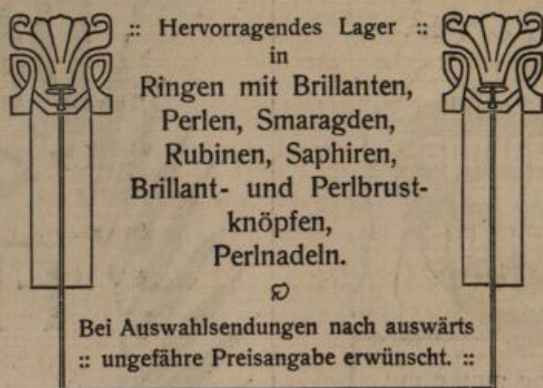 :: Hervorragendes Lager ::
in
Ringen mit Brillanten,
Perlen, Smaragden,
Rubinen, Saphiren,
Brillant- und Perlbrust-
knöpfen,
Perlnadeln.
Bei Auswahlsendungen nach auswärts
:: ungefähre Preisangabe erwünscht. ::